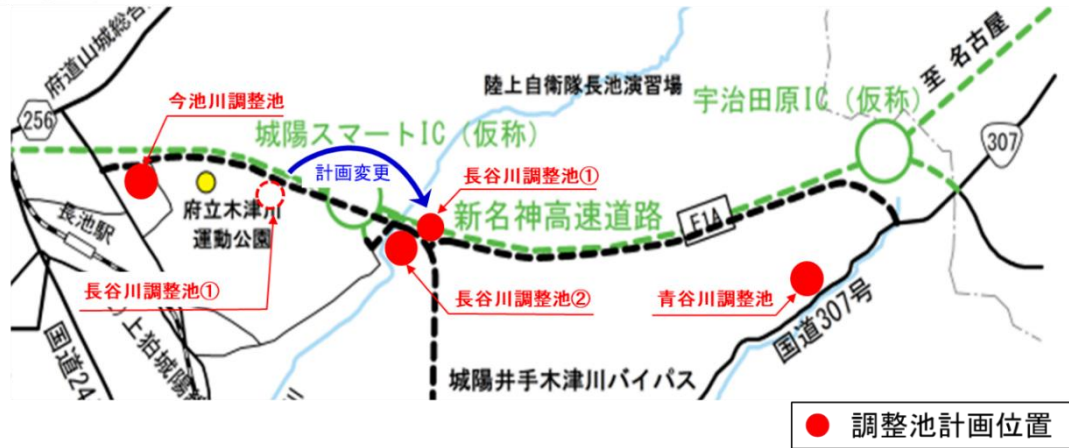 府道山城総合
256
今池川調整池
城陽スマートIC（仮称）
計画変更
陸上自衛隊長池演習場
宇治田原IC（仮称）
至 名古屋
307
長池駅
府立木津川
運動公園
長谷川調整池①
長谷川調整池①
新名神高速道路
E1A
長谷川調整池②
青谷川調整池
国道307号
国道24
上狛城陽線
城陽井手木津川バイパス
川
調整池計画位置